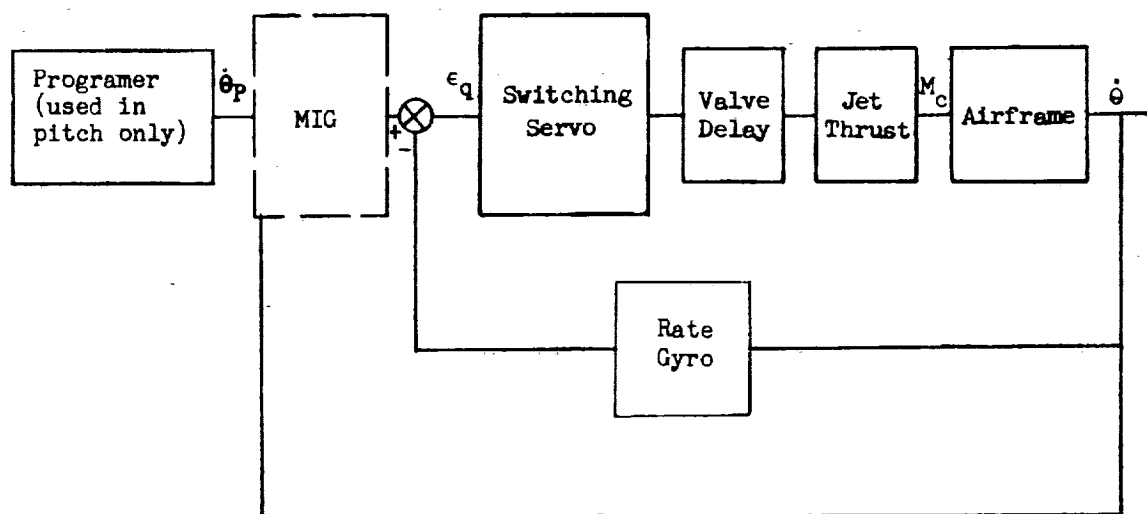 Programer
(used in
pitch only)
θ̇P
MIG
+
-
ϵq
Switching
Servo
Valve
Delay
Jet
Thrust
Mc
Airframe
θ̇
Rate
Gyro